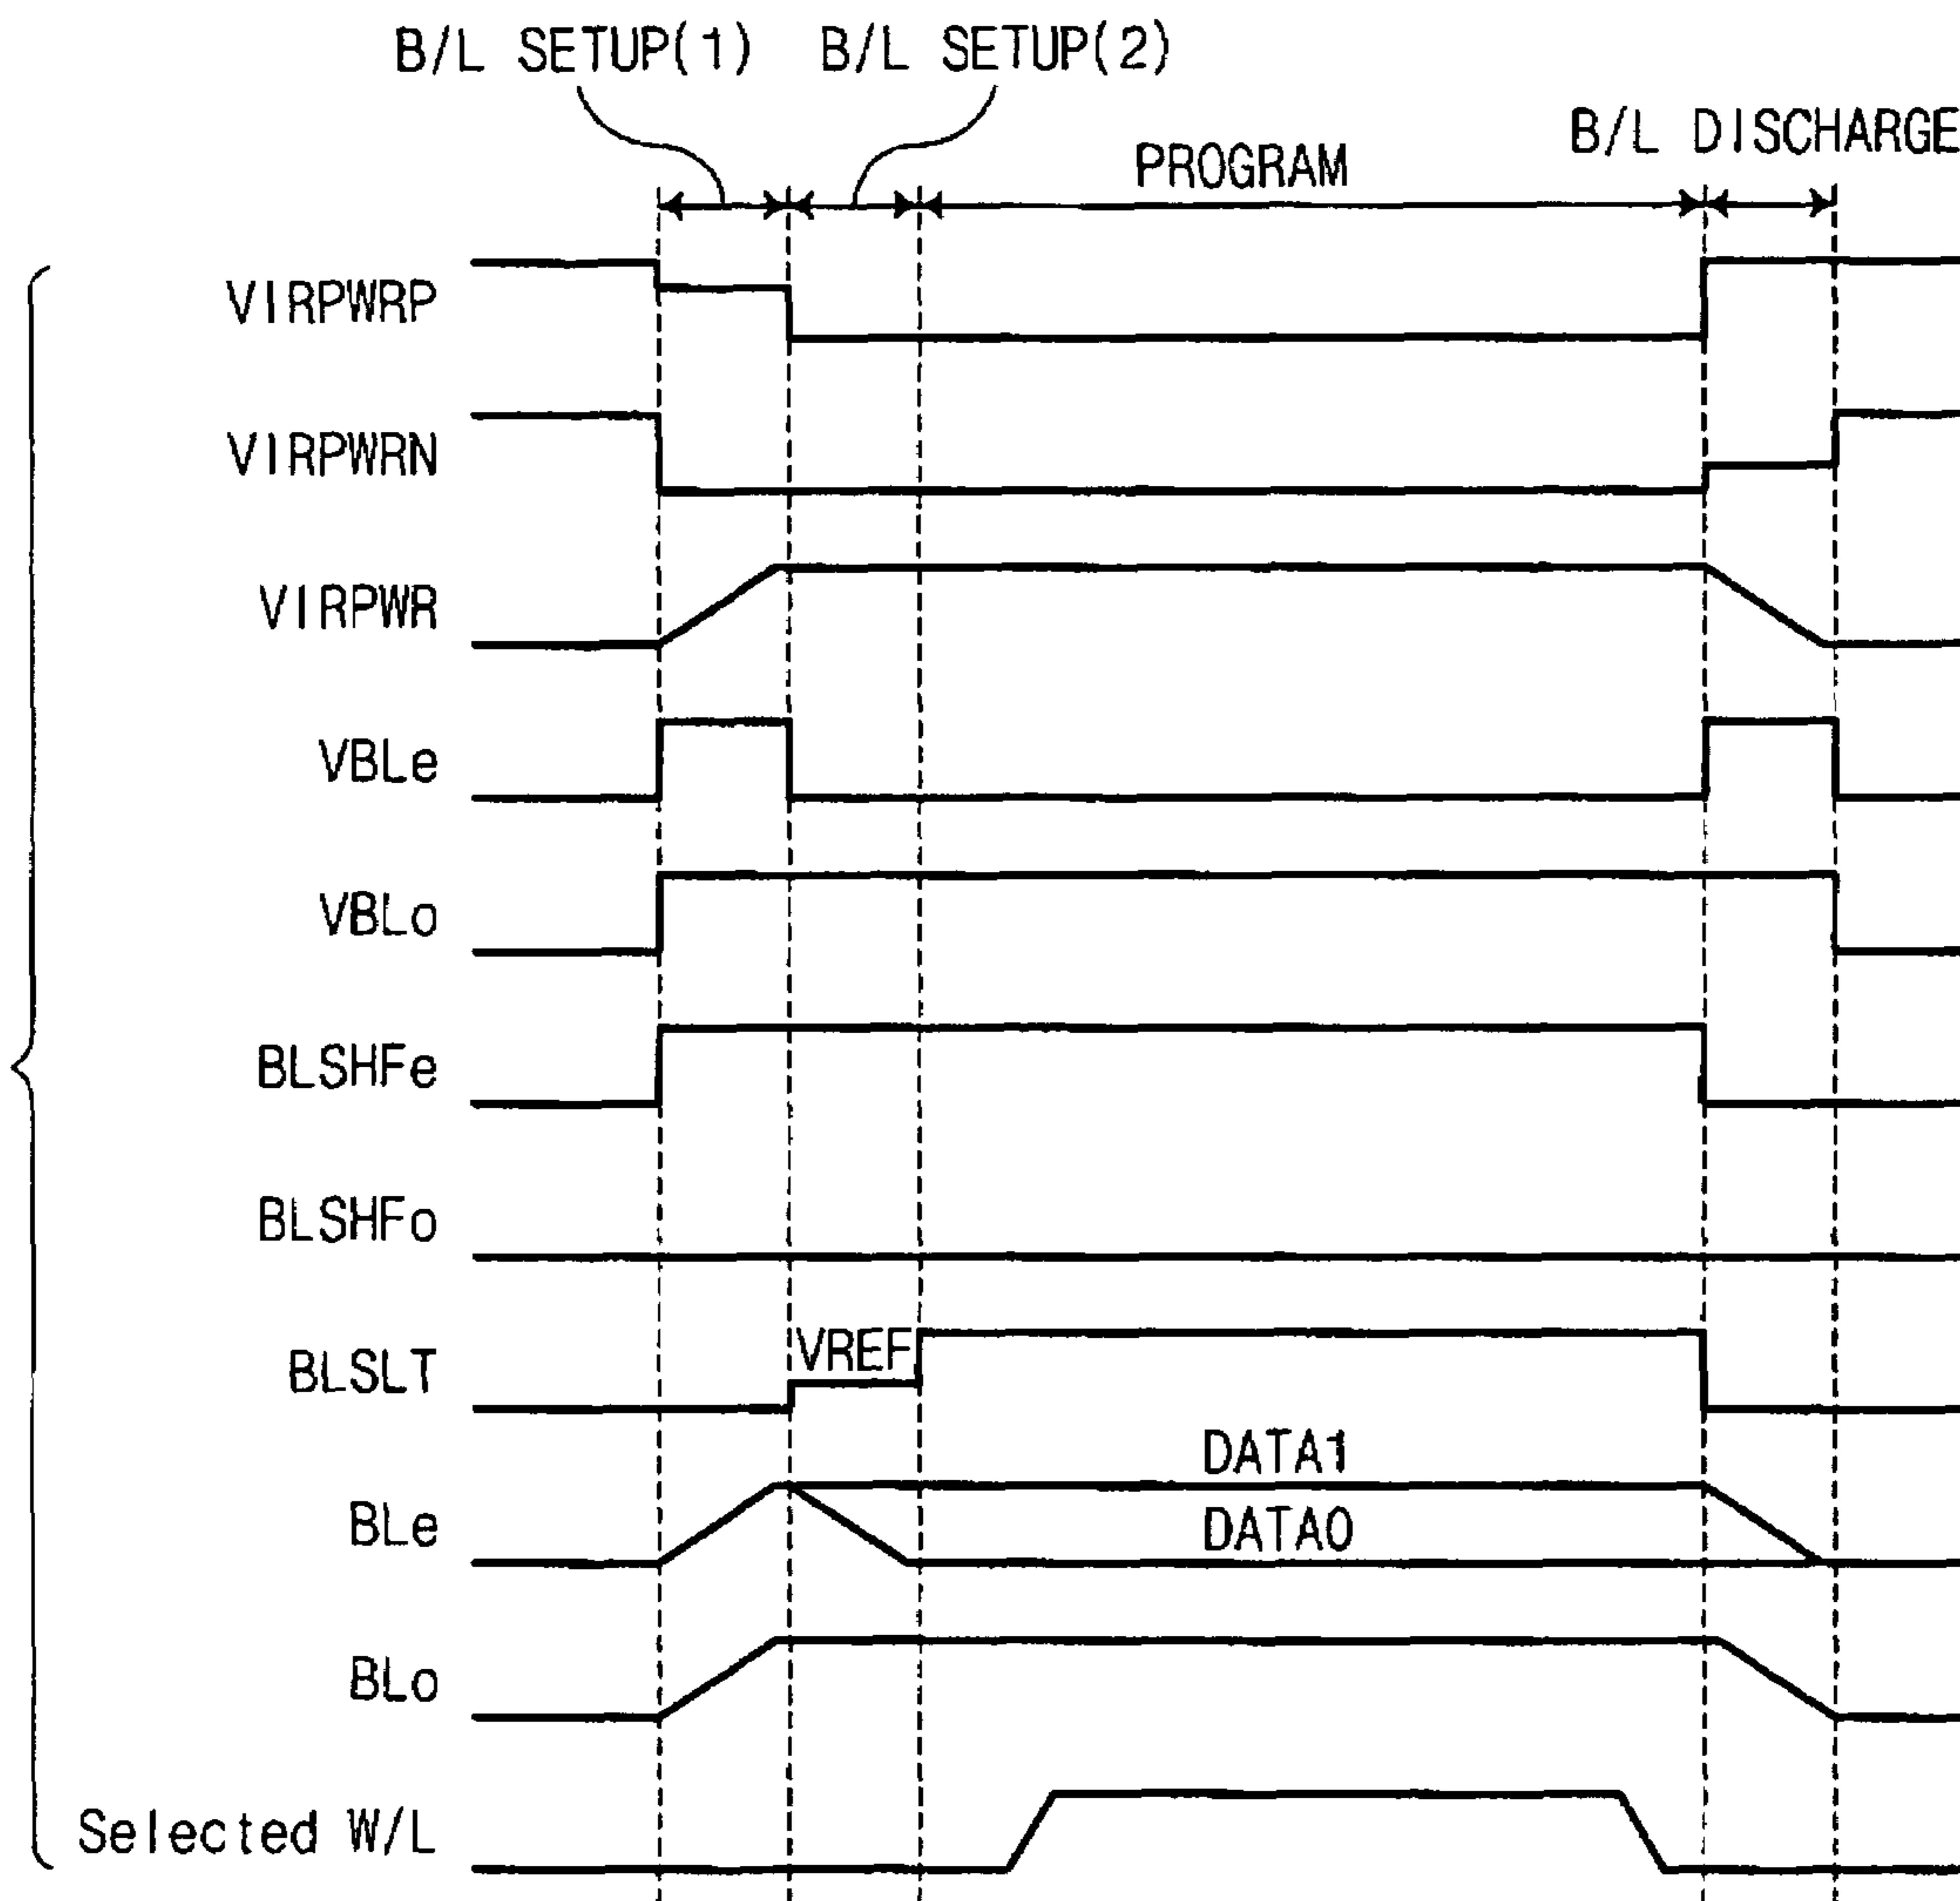 B/L SETUP(1) B/L SETUP(2)
B/L DISCHARGE
PROGRAM
VIRPWRP
VIRPWRN
VIRPWR
VBLe
VBLo
BLSHFe
BLSHFo
VREF
BLSLT
DATA1
BLe
DATA0
BLo
Selected W/L